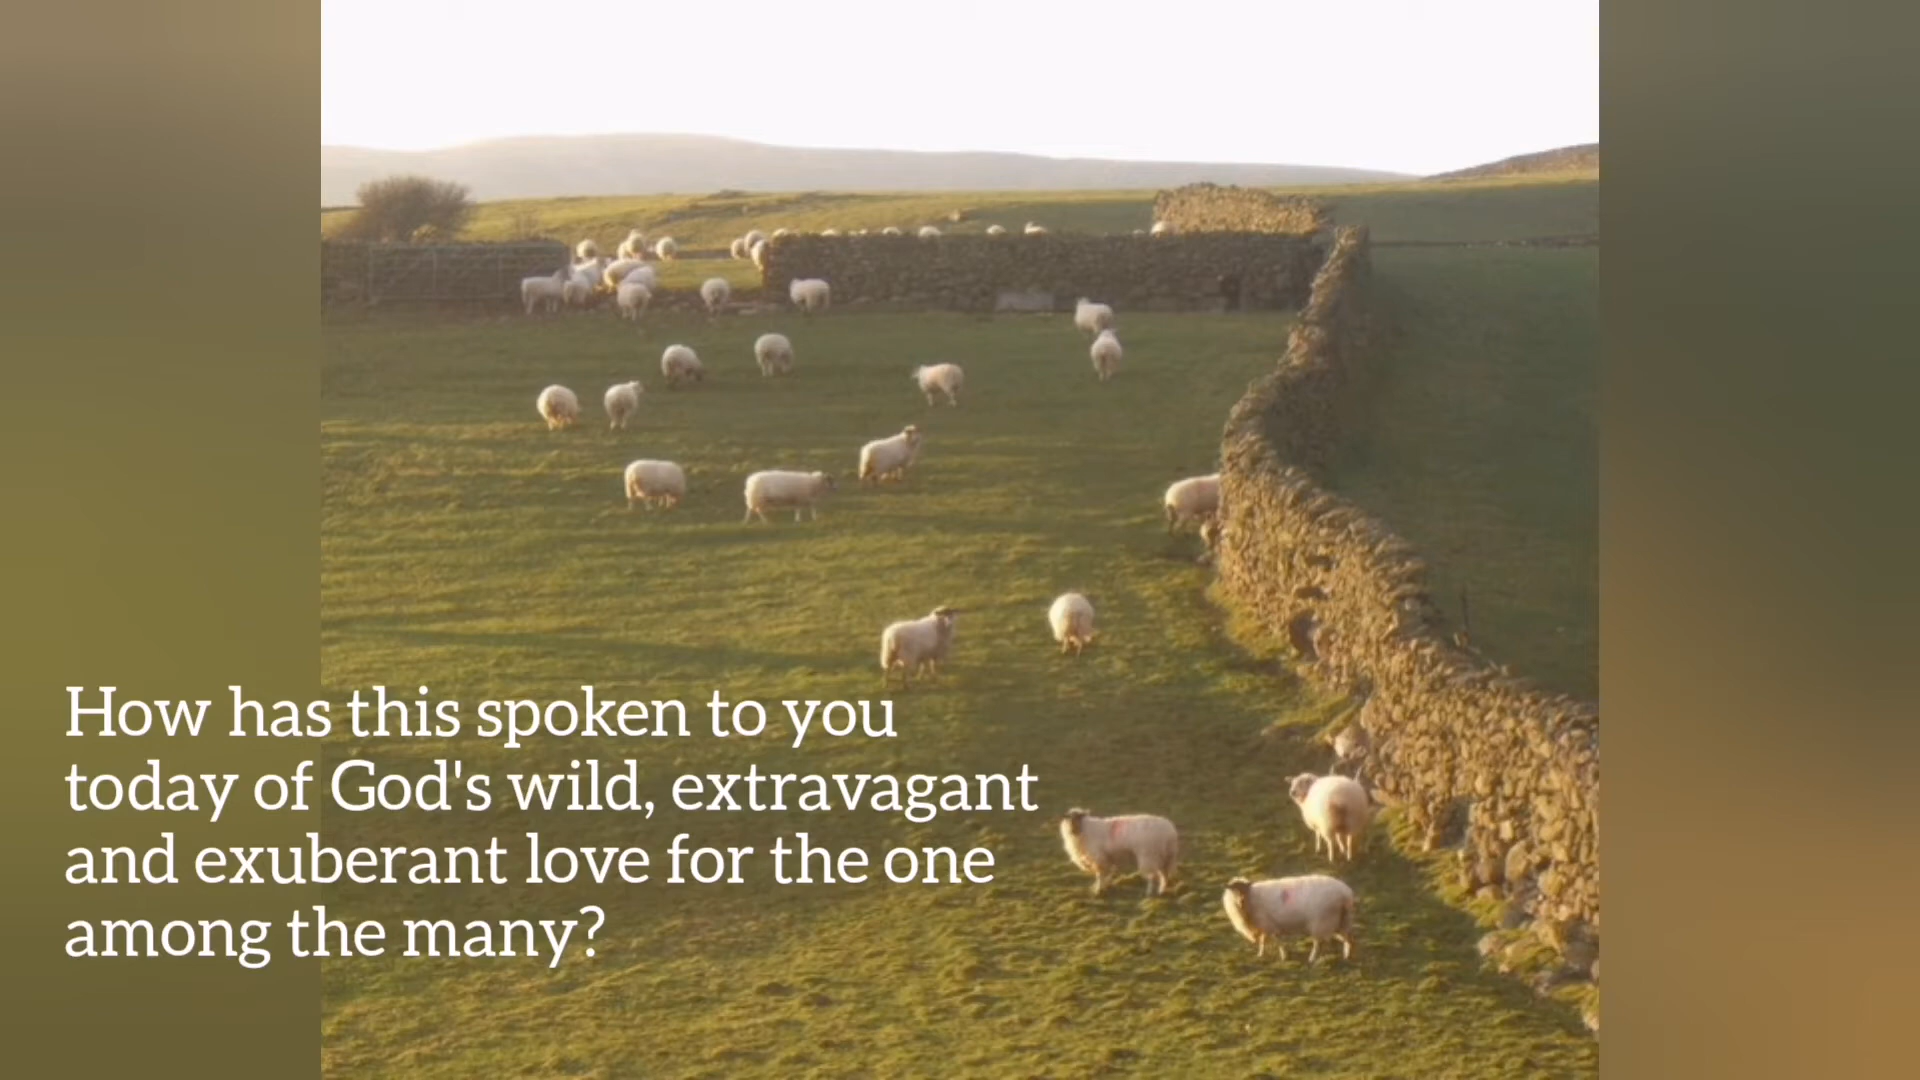 How has this spoken to you
today of God's wild, extravagant
and exuberant love for the one
among the many?